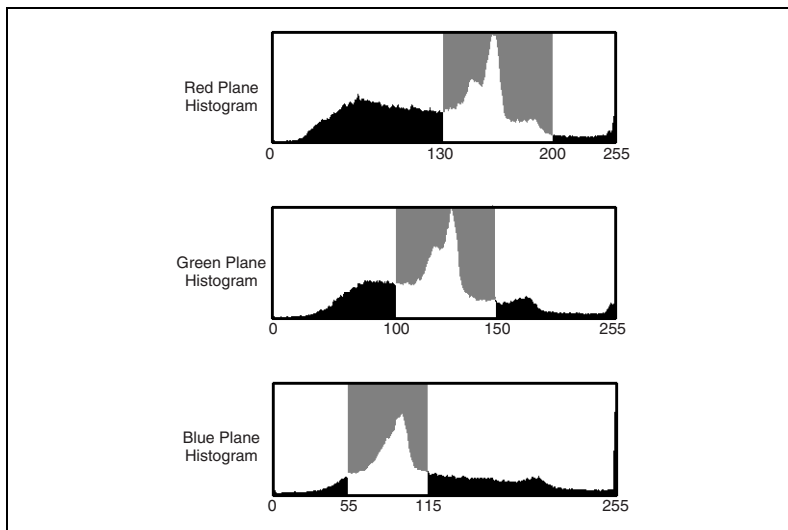 Red Plane
Histogram
0 130 200 255
Green Plane
Histogram
0 100 150 255
Blue Plane
Histogram
0 55 115 255